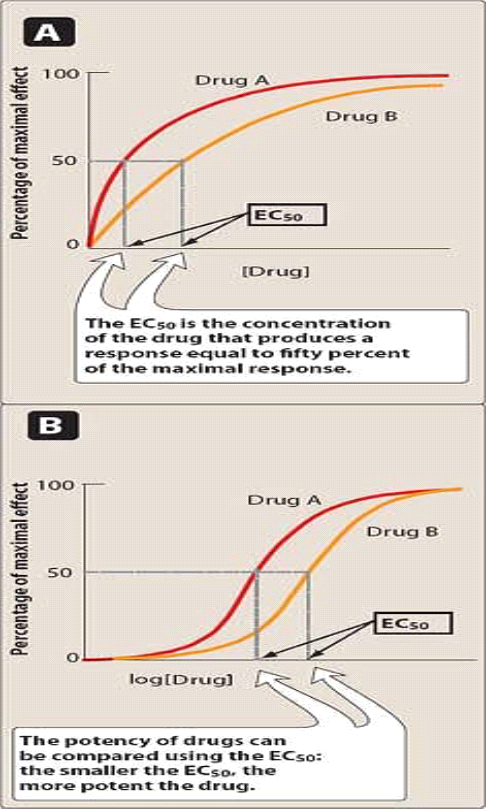 A
Percentage of maximal effect
100
50
0
Drug A
Drug B
EC50
[Drug]
The EC50 is the concentration
of the drug that produces a
response equal to fifty percent
of the maximal response.
B
Percentage of maximal effect
100
50
0
Drug A
Drug B
EC50
log[Drug]
The potency of drugs can
be compared using the EC50:
the smaller the EC50, the
more potent the drug.